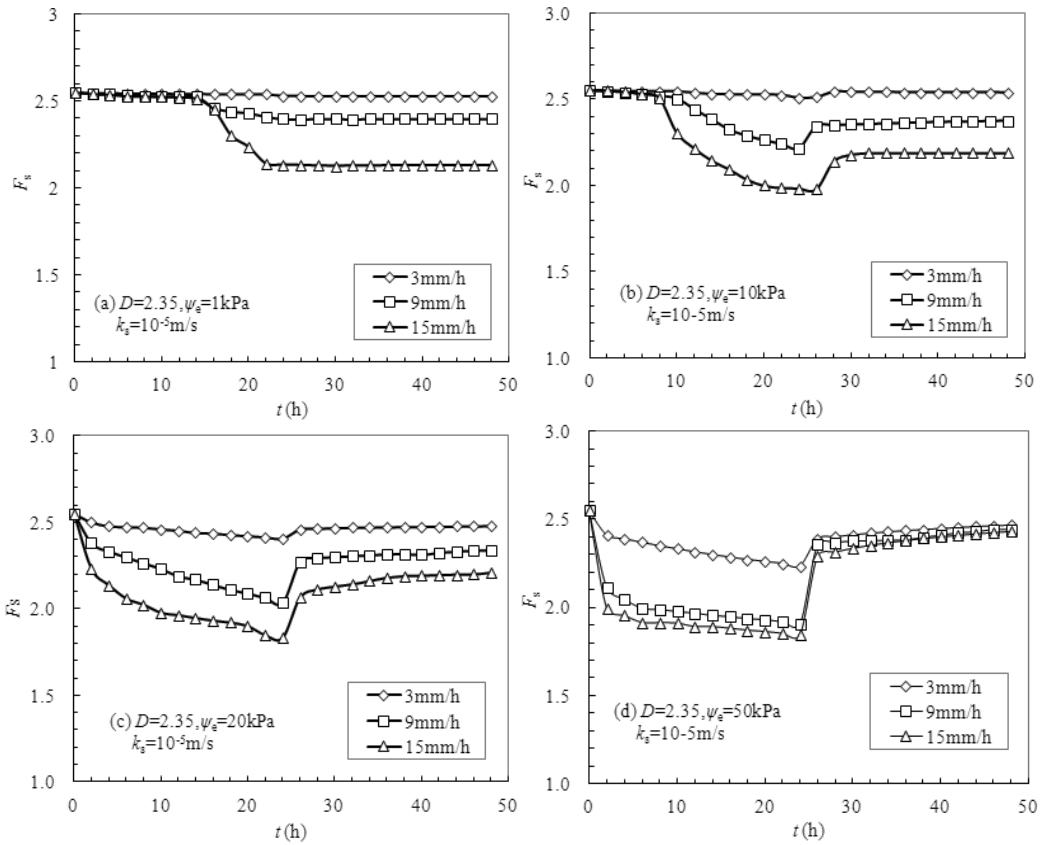 3
2.5
2
1.5
1
F_s
0 10 20 30 40 50
t (h)
3mm/h
9mm/h
15mm/h
(a) D=2.35,ψ_e=1kPa
k_s=10^-5m/s
3.0
2.5
2.0
1.5
1.0
F_s
0 10 20 30 40 50
t (h)
3mm/h
9mm/h
15mm/h
(b) D=2.35,ψ_e=10kPa
k_s=10-5m/s
3.0
2.5
2.0
1.5
1.0
Fs
0 10 20 30 40 50
t (h)
3mm/h
9mm/h
15mm/h
(c) D=2.35,ψ_e=20kPa
k_s=10^-5m/s
3.0
2.5
2.0
1.5
1.0
F_s
0 10 20 30 40 50
t (h)
3mm/h
9mm/h
15mm/h
(d) D=2.35,ψ_e=50kPa
k_s=10-5m/s